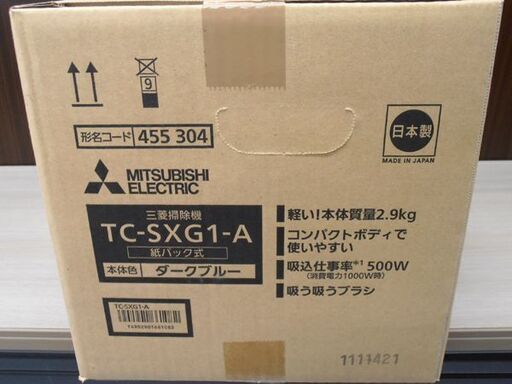 9
形名コード 455 304
日本製
MADE IN JAPAN
MITSUBISHI
ELECTRIC
三菱掃除機
TC-SXG1-A
紙パック式
本体色 ダークブルー
軽い!本体質量2.9kg
コンパクトボディで
使いやすい
吸込仕事率※1 500W
(消費電力1000W時)
吸う吸うブラシ
TC-SXG1-A
1111421